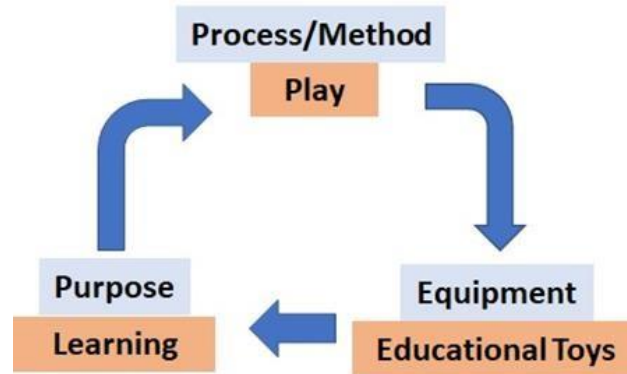 Process/Method
Play
Purpose
Learning
Equipment
Educational Toys